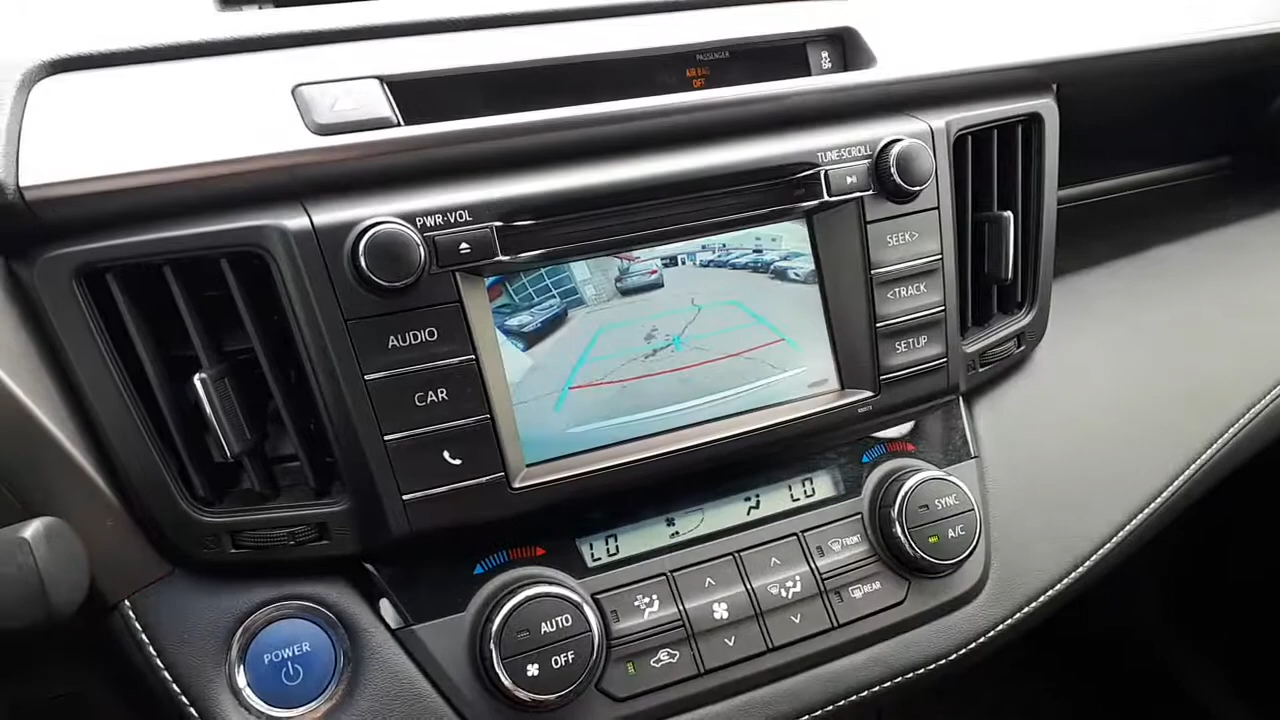 PASSENGER
AIR BAG
OFF
OFF
TUNE·SCROLL
PWR·VOL
SEEK>
AUDIO
<TRACK
CAR
SETUP
LO
LO
SYNC
A/C
FRONT
REAR
AUTO
OFF
POWER